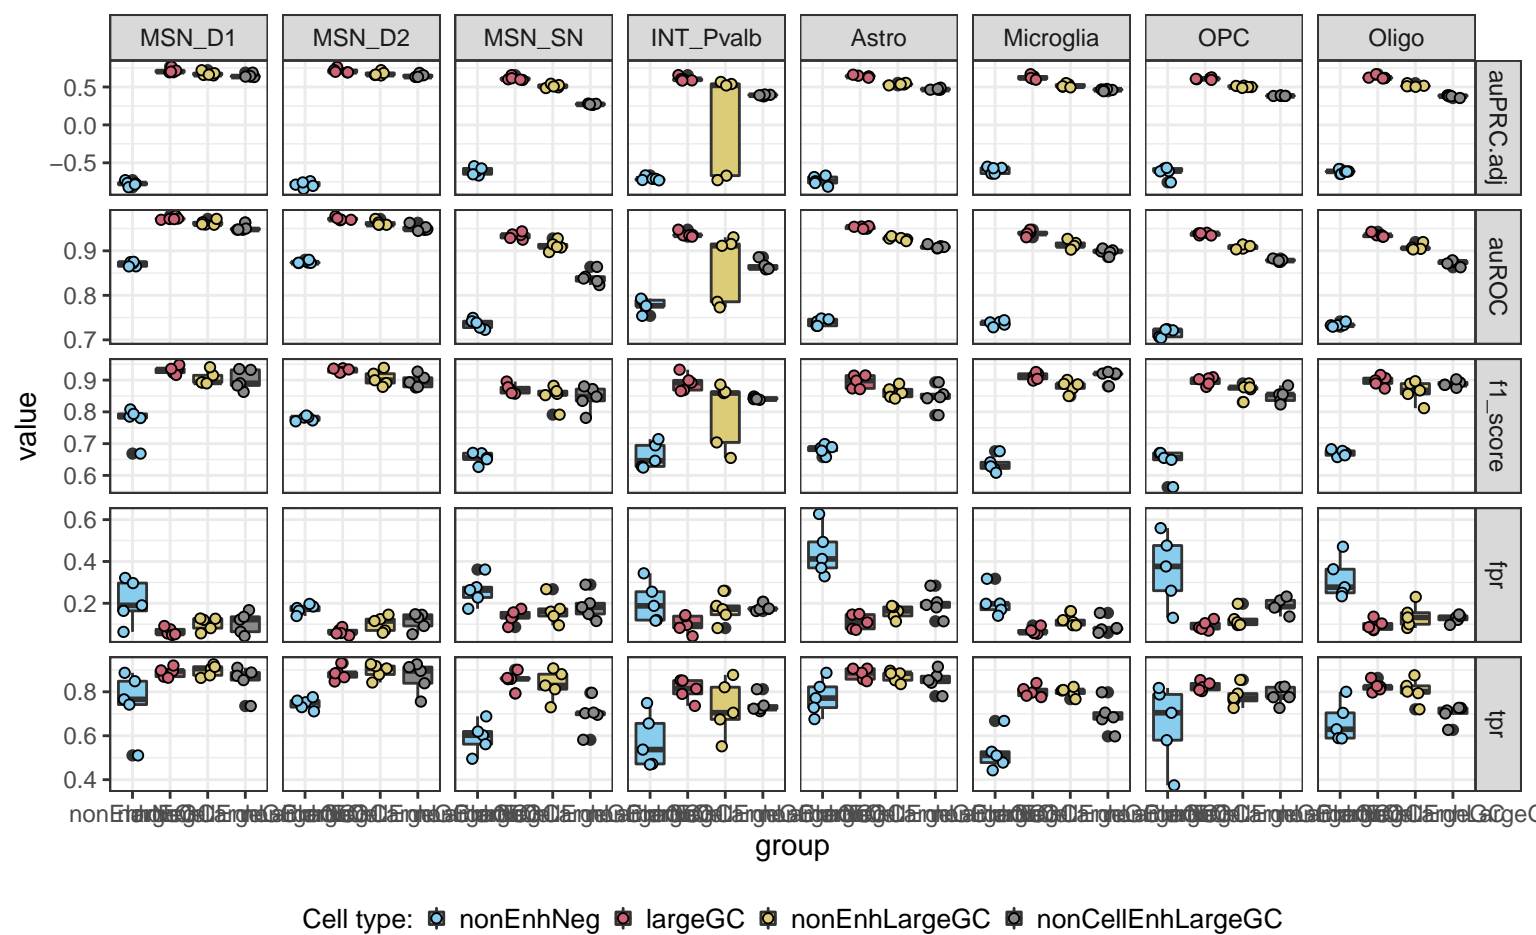 MSN_D1 MSN_D2 MSN_SN INT_Pvalb Astro Microglia OPC Oligo
0.5
0.0
−0.5
auPRC.adj
0.9
0.8
0.7
auROC
0.9
0.8
0.7
0.6
f1_score
value
0.6
0.4
0.2
fpr
0.8
0.6
0.4
tpr
group
Cell type: nonEnhNeg largeGC nonEnhLargeGC nonCellEnhLargeGC